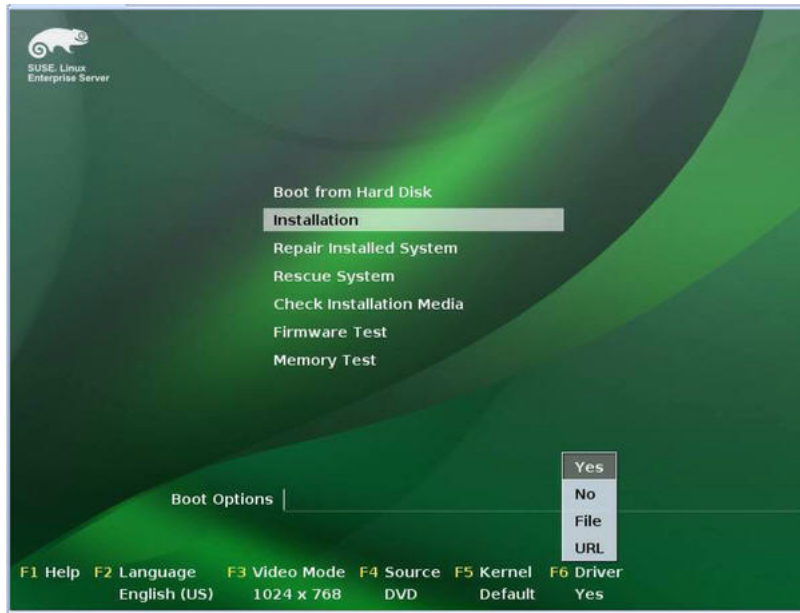 SUSE. Linux
Enterprise Server
Boot from Hard Disk
Installation
Repair Installed System
Rescue System
Check Installation Media
Firmware Test
Memory Test
Boot Options
Yes
No
File
URL
F1 Help F2 Language F3 Video Mode F4 Source F5 Kernel F6 Driver
English (US) 1024 x 768 DVD Default Yes